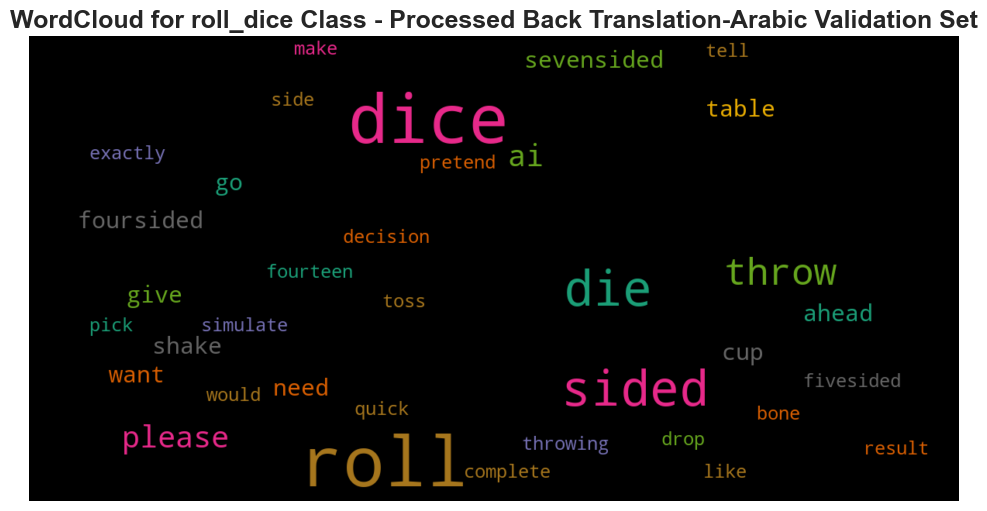 WordCloud for roll_dice Class - Processed Back Translation-Arabic Validation Set
make
tell
sevensided
side
dice
table
exactly
pretend
ai
go
foursided
decision
fourteen
die
throw
give
toss
ahead
pick
simulate
shake
cup
want
need
sided
fivesided
would
quick
bone
please
throwing
drop
result
roll
complete
like